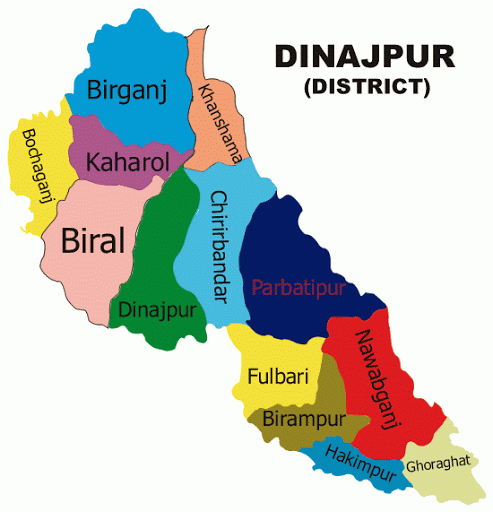 DINAJPUR
(DISTRICT)
Birganj
Khanshama
Bochaganj
Kaharol
Biral
Chirirbandar
Dinajpur
Parbatipur
Fulbari
Nawabganj
Birampur
Hakimpur
Ghoraghat